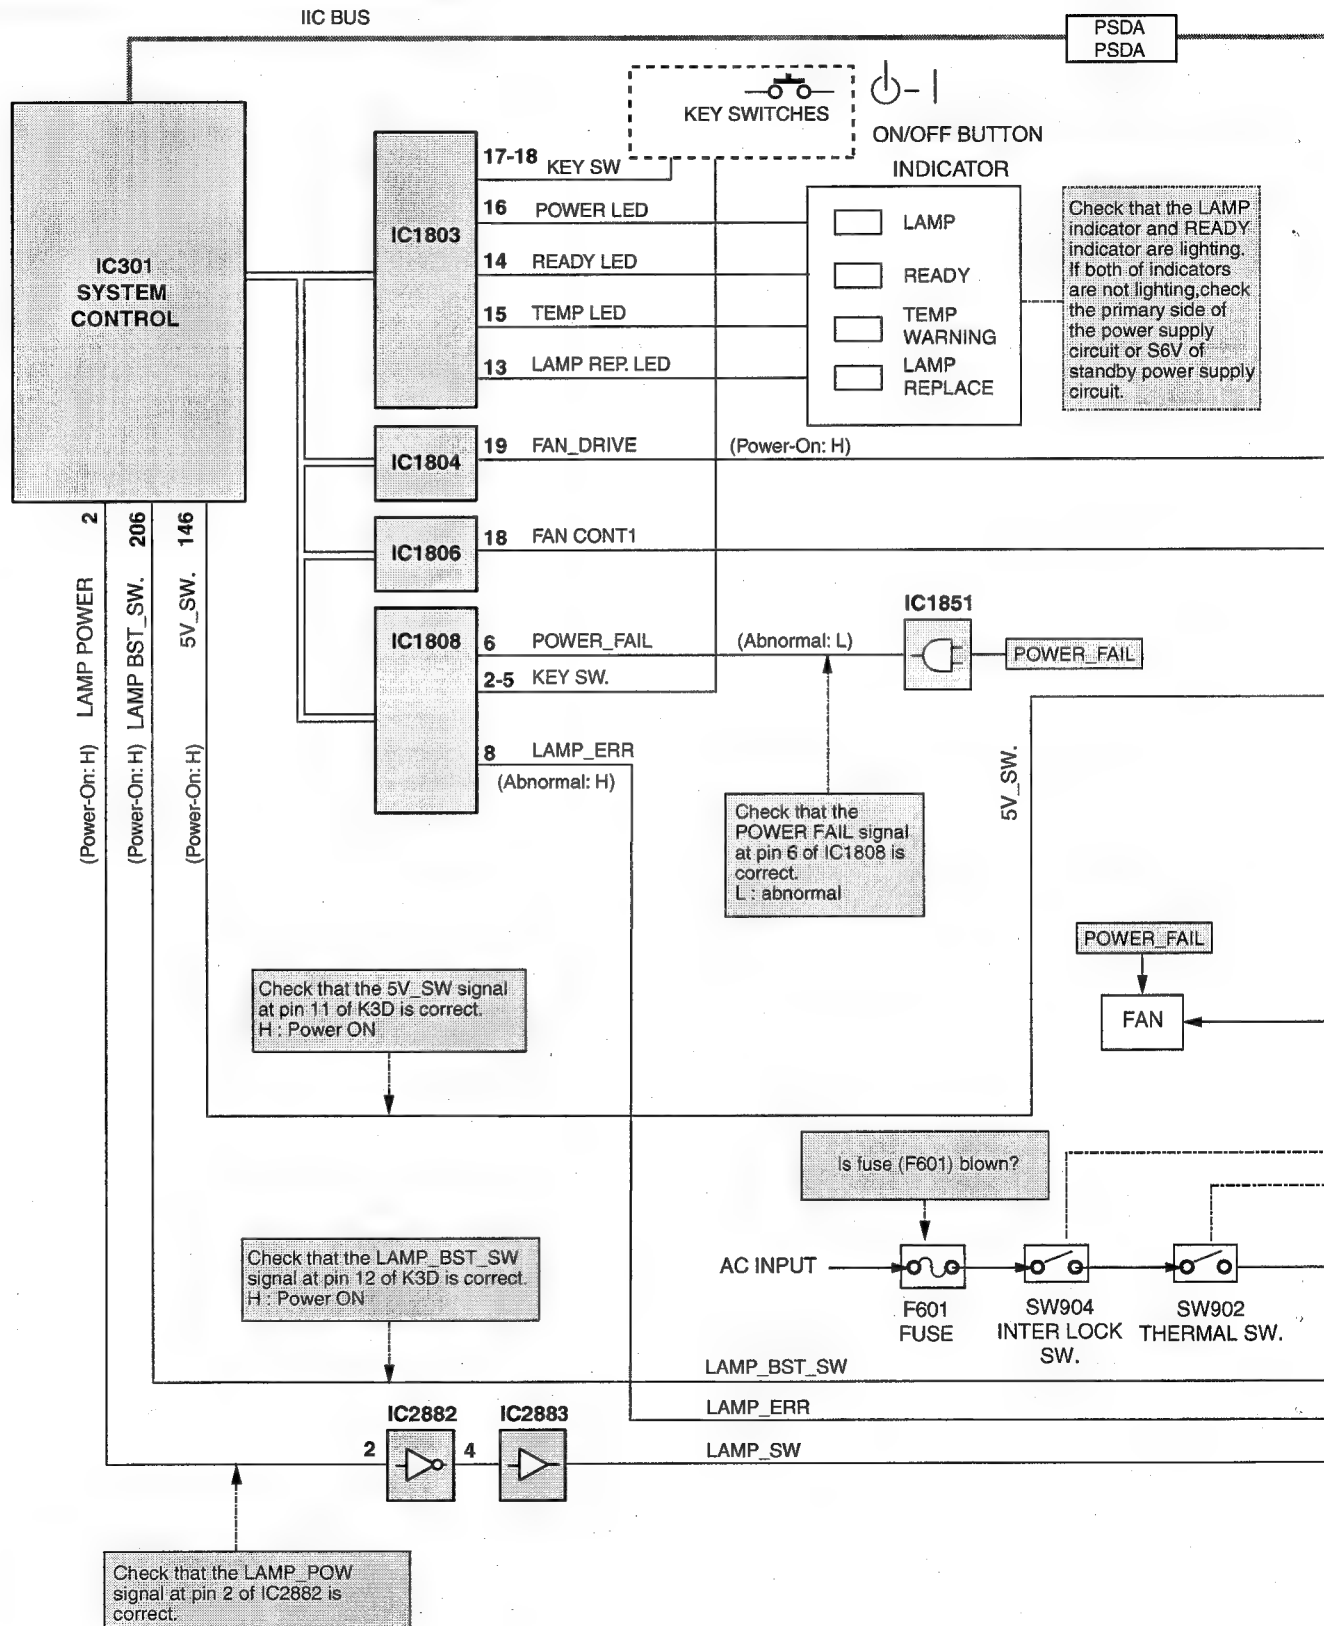 IIC BUS
PSDA
PSDA
KEY SWITCHES
ON/OFF BUTTON
INDICATOR
IC301
SYSTEM
CONTROL
IC1803
17-18 KEY SW
16 POWER LED
14 READY LED
15 TEMP LED
13 LAMP REP. LED
LAMP
READY
TEMP
WARNING
LAMP
REPLACE
Check that the LAMP
indicator and READY
indicator are lighting.
If both of indicators
are not lighting,check
the primary side of
the power supply
circuit or S6V of
standby power supply
circuit.
IC1804
19 FAN_DRIVE (Power-On: H)
IC1806
18 FAN CONT1
IC1808
6 POWER_FAIL (Abnormal: L)
2-5 KEY SW.
8 LAMP_ERR
(Abnormal: H)
IC1851
POWER_FAIL
2
206
146
LAMP POWER
LAMP BST_SW.
5V_SW.
(Power-On: H)
(Power-On: H)
(Power-On: H)
Check that the
POWER FAIL signal
at pin 6 of IC1808 is
correct.
L : abnormal
5V_SW.
POWER_FAIL
FAN
Check that the 5V_SW signal
at pin 11 of K3D is correct.
H : Power ON
Is fuse (F601) blown?
Check that the LAMP_BST_SW
signal at pin 12 of K3D is correct.
H : Power ON
AC INPUT
F601
FUSE
SW904
INTER LOCK
SW.
SW902
THERMAL SW.
LAMP_BST_SW
LAMP_ERR
LAMP_SW
IC2882
IC2883
2
4
Check that the LAMP_POW
signal at pin 2 of IC2882 is
correct.